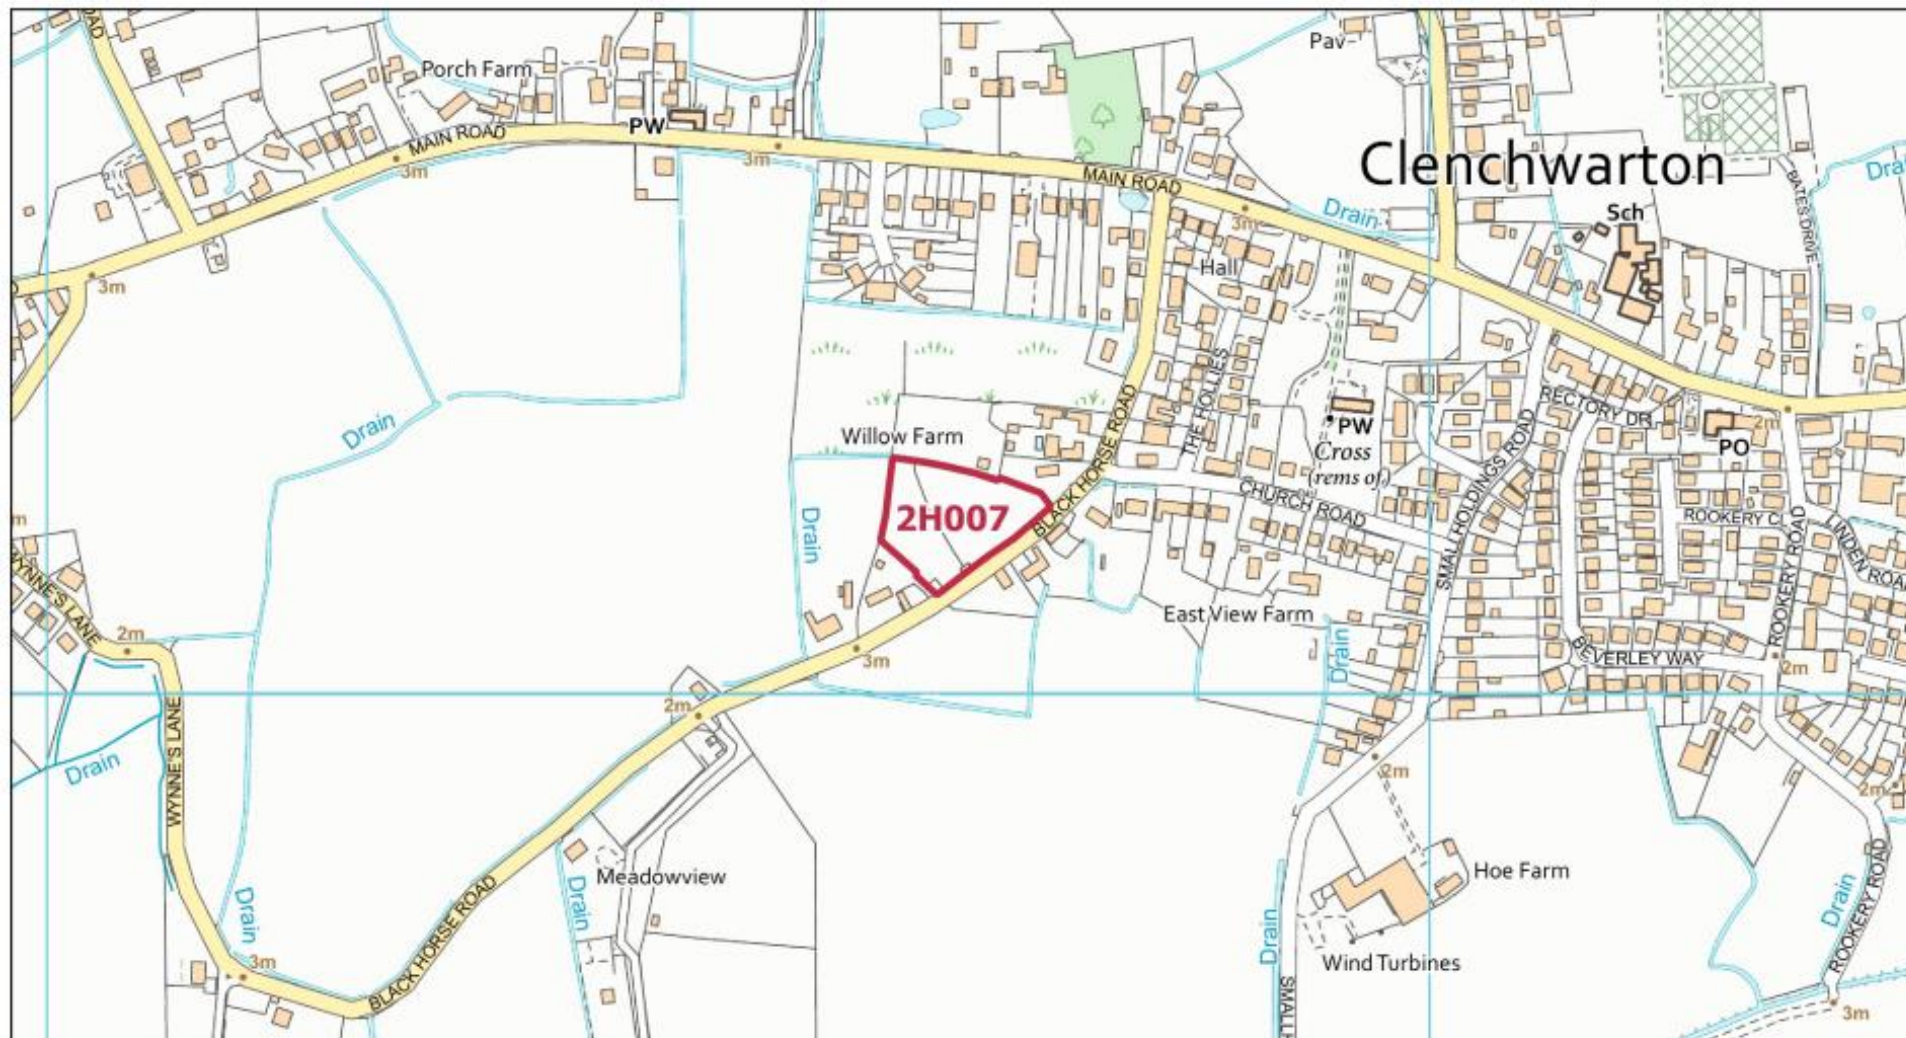 Porch Farm
Pav
MAIN ROAD
PW
3m
3m
3m
MAIN ROAD
Clenchwarton
Drain
Drain
3m
Sch
BATES DRIVE
Hall
THE HOLLIES
Drain
Willow Farm
BLACK HORSE ROAD
PW
Cross
(rems of)
RECTORY DR
2m
PO
2H007
CHURCH ROAD
SMALLHOLDINGS ROAD
ROOKERY C
ROOKERY ROAD
LINDEN ROAD
Drain
WYNNE'S LANE
2m
East View Farm
Drain
BEVERLEY WAY
2m
3m
2m
WYNNE'S LANE
Drain
2m
2m
Meadowview
Hoe Farm
Drain
Drain
BLACK HORSE ROAD
Drain
Drain
ROOKERY ROAD
Wind Turbines
3m
3m